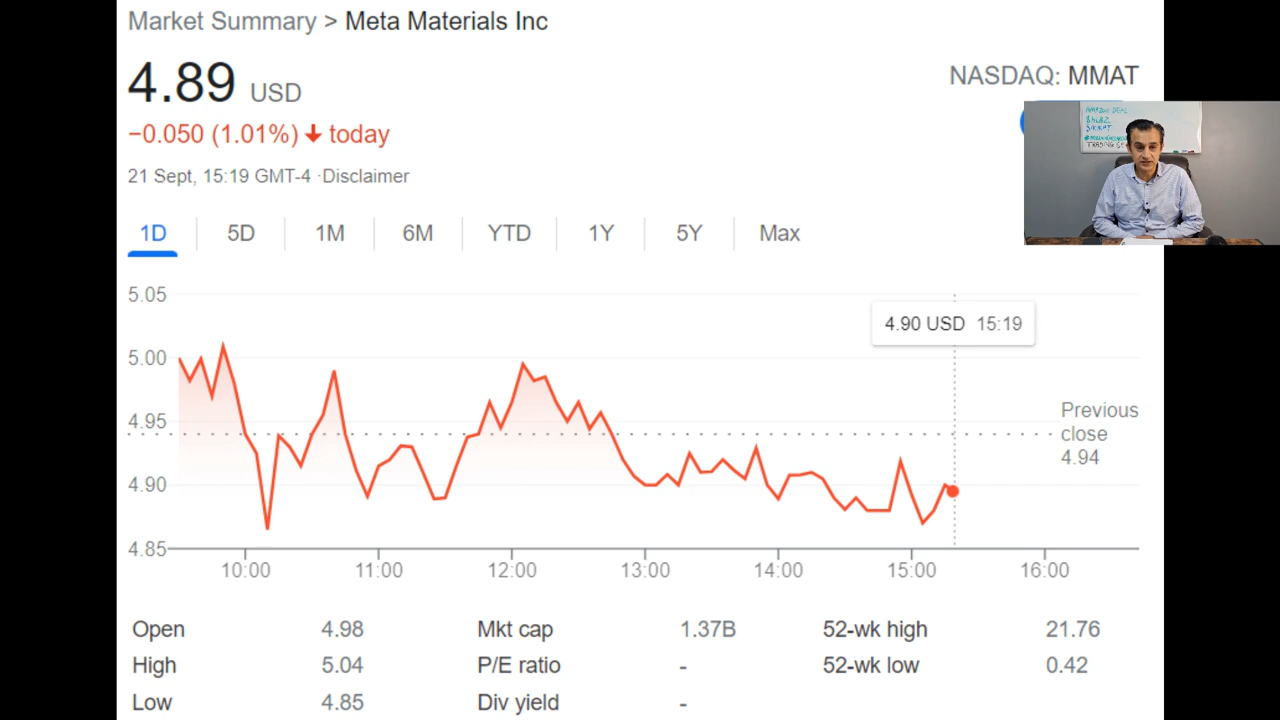 Market Summary > Meta Materials Inc
4.89 USD
NASDAQ: MMAT
−0.050 (1.01%) today
21 Sept, 15:19 GMT-4 ·Disclaimer
1D 5D 1M 6M YTD 1Y 5Y Max
5.05
4.90 USD 15:19
5.00
4.95
Previous
close
4.94
4.90
4.85
10:00 11:00 12:00 13:00 14:00 15:00 16:00
Open 4.98 Mkt cap 1.37B 52-wk high 21.76
High 5.04 P/E ratio - 52-wk low 0.42
Low 4.85 Div yield -